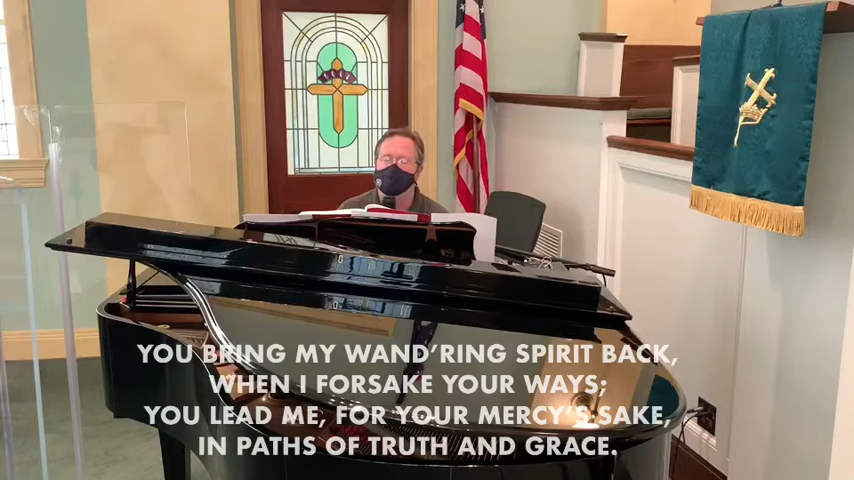 YOU BRING MY WAND'RING SPIRIT BACK,
WHEN I FORSAKE YOUR WAYS;
YOU LEAD ME, FOR YOUR MERCY'S SAKE,
IN PATHS OF TRUTH AND GRACE.